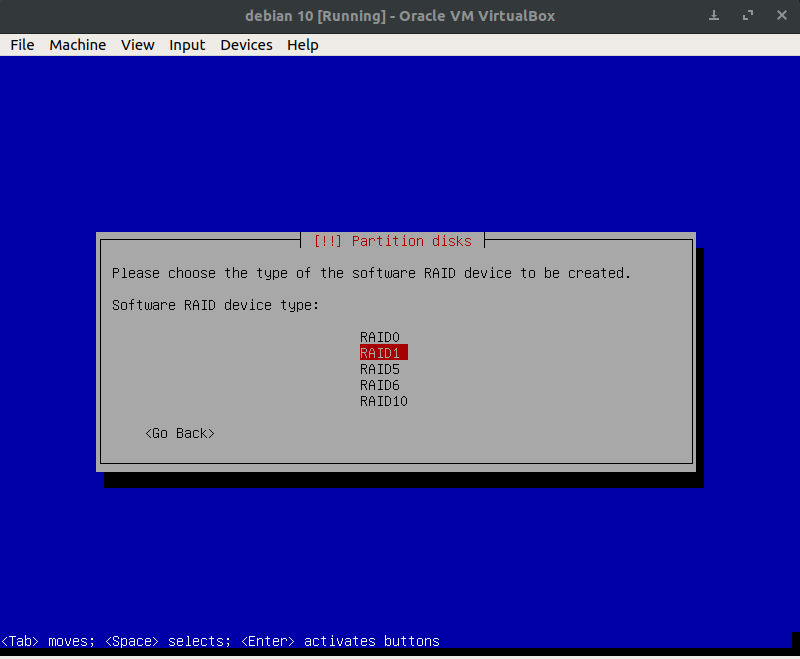 debian 10 [Running] - Oracle VM VirtualBox
File Machine View Input Devices Help
[!!] Partition disks
Please choose the type of the software RAID device to be created.
Software RAID device type:
RAID0
RAID1
RAID5
RAID6
RAID10
<Go Back>
<Tab> moves; <Space> selects; <Enter> activates buttons